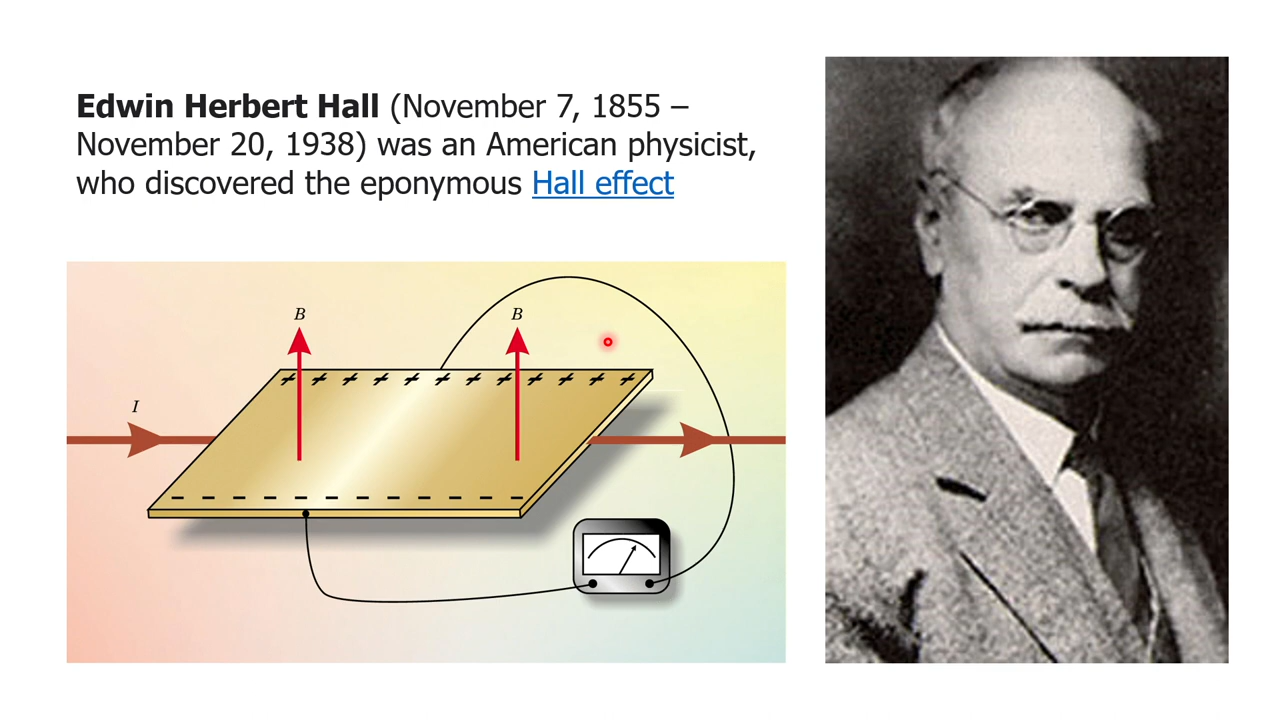 Edwin Herbert Hall (November 7, 1855 –
November 20, 1938) was an American physicist,
who discovered the eponymous Hall effect
B B
I
+ + + + + + + + + + + +
- - - - - - - - - - - -